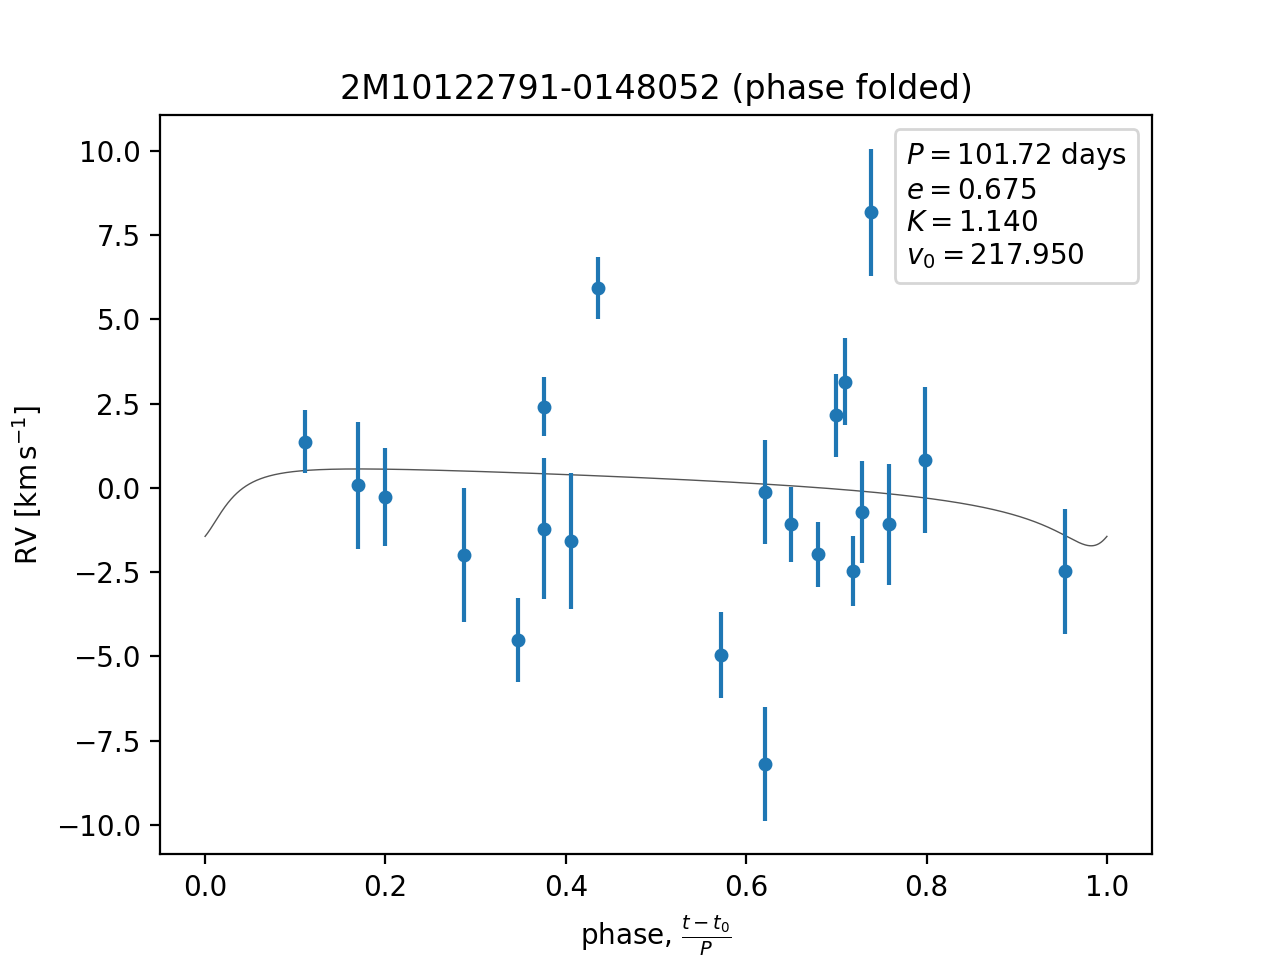 2M10122791-0148052 (phase folded)
P = 101.72 days
e = 0.675
K = 1.140
v₀ = 217.950
10.0
7.5
5.0
2.5
0.0
−2.5
−5.0
−7.5
−10.0
RV [km s⁻¹]
0.0 0.2 0.4 0.6 0.8 1.0
phase, (t − t₀)/P